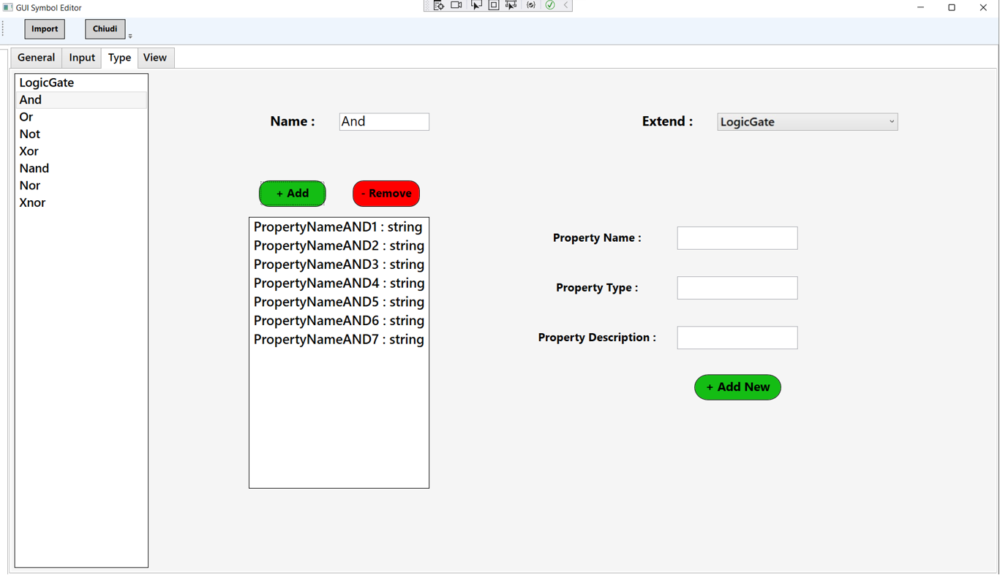 GUI Symbol Editor
Import
Chiudi
General Input Type View
LogicGate
And
Or
Not
Xor
Nand
Nor
Xnor
Name : And
Extend : LogicGate
+ Add
- Remove
PropertyNameAND1 : string
PropertyNameAND2 : string
PropertyNameAND3 : string
PropertyNameAND4 : string
PropertyNameAND5 : string
PropertyNameAND6 : string
PropertyNameAND7 : string
Property Name :
Property Type :
Property Description :
+ Add New